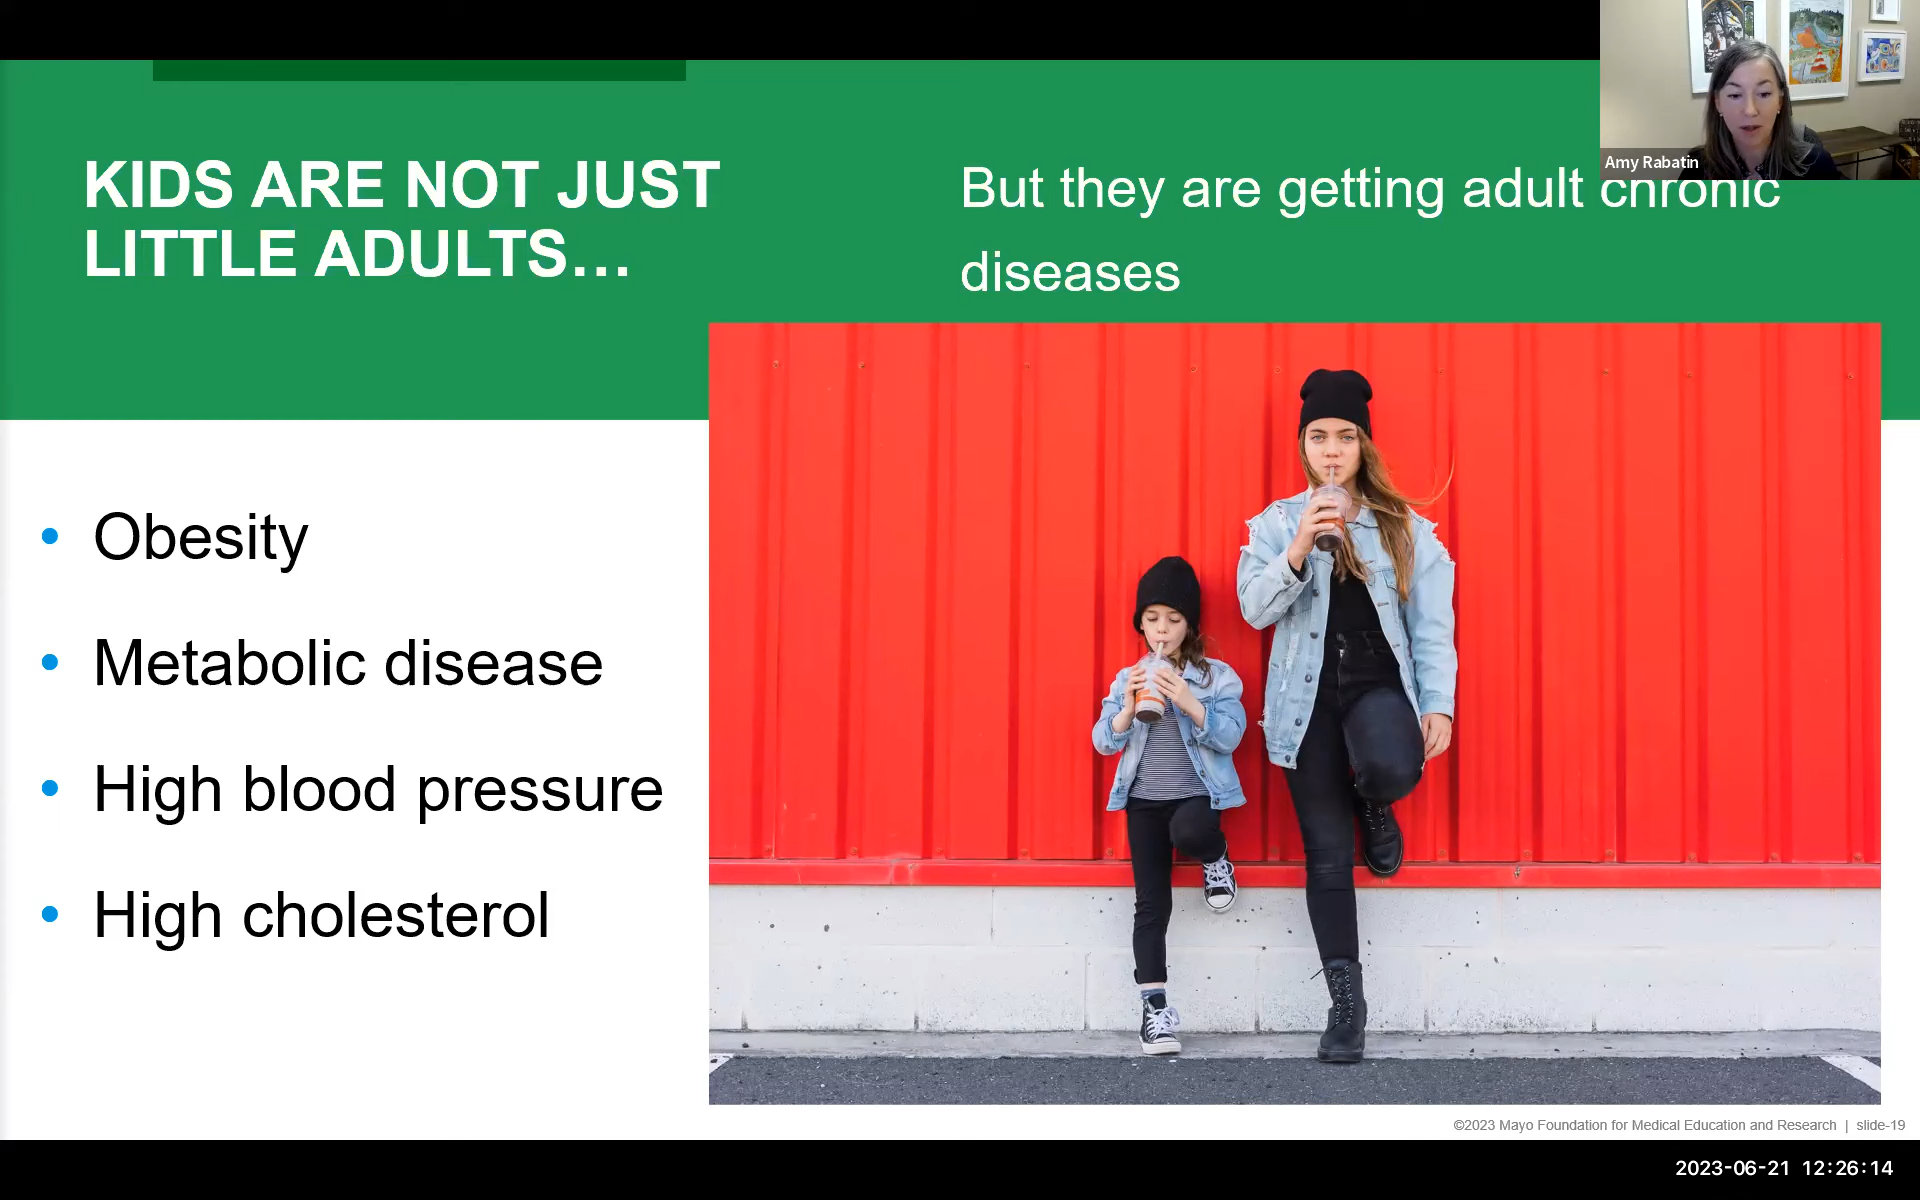 KIDS ARE NOT JUST
LITTLE ADULTS…
But they are getting adult chronic
diseases
Amy Rabatin
• Obesity
• Metabolic disease
• High blood pressure
• High cholesterol
©2023 Mayo Foundation for Medical Education and Research | slide-19
2023-06-21 12:26:14